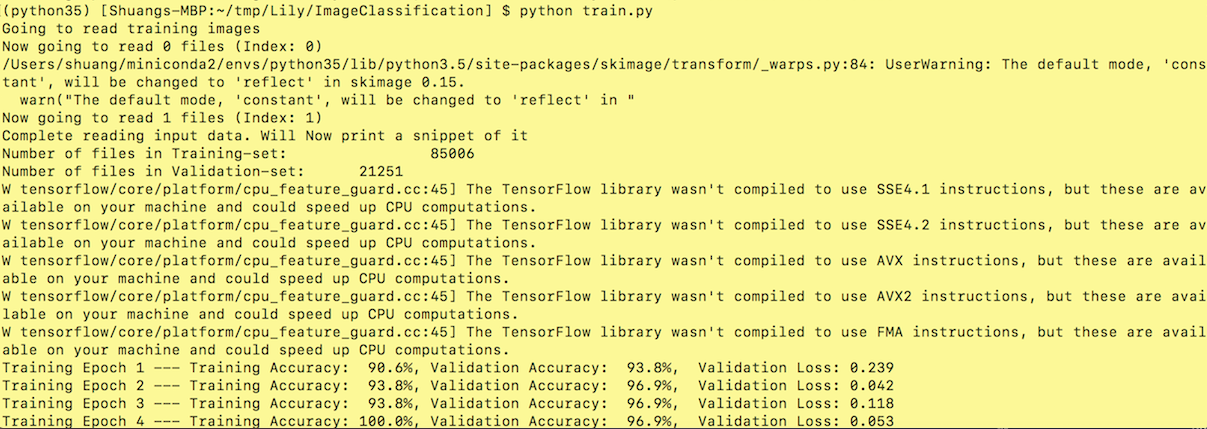 [(python35) [Shuangs-MBP:~/tmp/Lily/ImageClassification] $ python train.py
Going to read training images
Now going to read 0 files (Index: 0)
/Users/shuang/miniconda2/envs/python35/lib/python3.5/site-packages/skimage/transform/_warps.py:84: UserWarning: The default mode, 'cons
tant', will be changed to 'reflect' in skimage 0.15.
  warn("The default mode, 'constant', will be changed to 'reflect' in "
Now going to read 1 files (Index: 1)
Complete reading input data. Will Now print a snippet of it
Number of files in Training-set:                85006
Number of files in Validation-set:      21251
W tensorflow/core/platform/cpu_feature_guard.cc:45] The TensorFlow library wasn't compiled to use SSE4.1 instructions, but these are av
ailable on your machine and could speed up CPU computations.
W tensorflow/core/platform/cpu_feature_guard.cc:45] The TensorFlow library wasn't compiled to use SSE4.2 instructions, but these are av
ailable on your machine and could speed up CPU computations.
W tensorflow/core/platform/cpu_feature_guard.cc:45] The TensorFlow library wasn't compiled to use AVX instructions, but these are avail
able on your machine and could speed up CPU computations.
W tensorflow/core/platform/cpu_feature_guard.cc:45] The TensorFlow library wasn't compiled to use AVX2 instructions, but these are avai
lable on your machine and could speed up CPU computations.
W tensorflow/core/platform/cpu_feature_guard.cc:45] The TensorFlow library wasn't compiled to use FMA instructions, but these are avail
able on your machine and could speed up CPU computations.
Training Epoch 1 --- Training Accuracy:  90.6%, Validation Accuracy:  93.8%,  Validation Loss: 0.239
Training Epoch 2 --- Training Accuracy:  93.8%, Validation Accuracy:  96.9%,  Validation Loss: 0.042
Training Epoch 3 --- Training Accuracy:  93.8%, Validation Accuracy:  96.9%,  Validation Loss: 0.118
Training Epoch 4 --- Training Accuracy: 100.0%, Validation Accuracy:  96.9%,  Validation Loss: 0.053